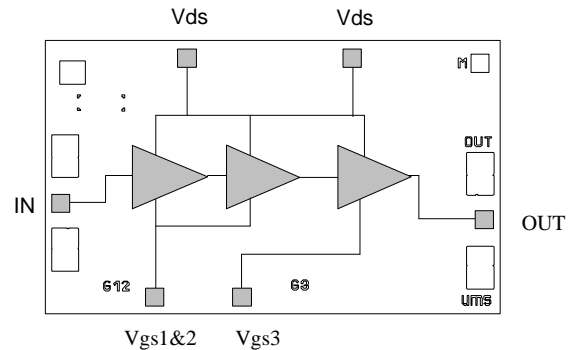 Vds Vds
M
OUT
IN
OUT
G12 G3
ums
Vgs1&2 Vgs3